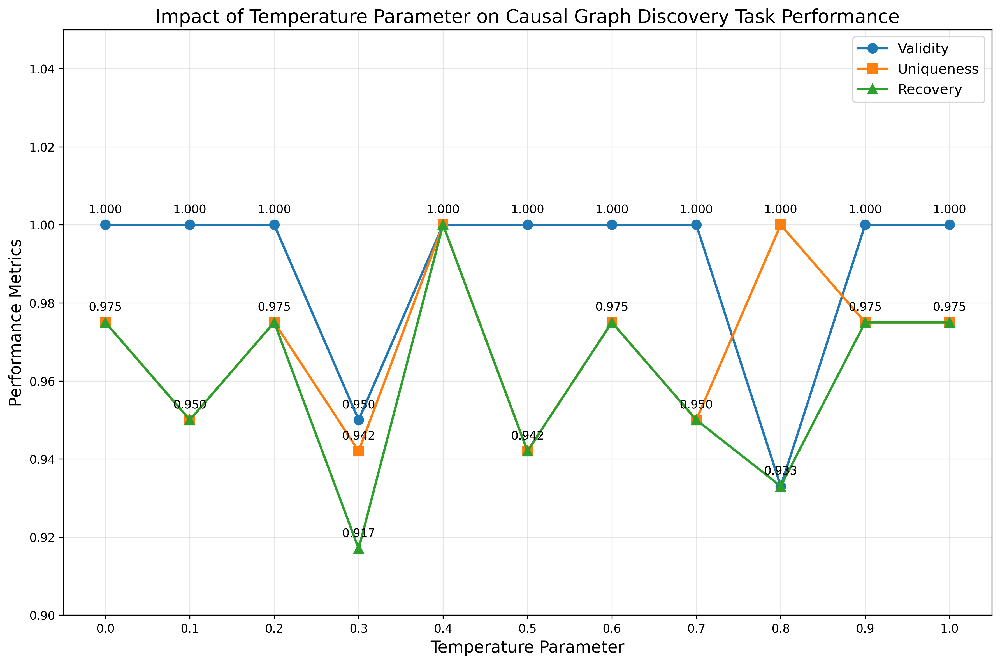 Impact of Temperature Parameter on Causal Graph Discovery Task Performance
Validity
Uniqueness
Recovery
Performance Metrics
1.04
1.02
1.00
0.98
0.96
0.94
0.92
0.90
1.000 1.000 1.000 1.000 1.000 1.000 1.000 1.000 1.000 1.000
0.975 0.975 0.975 0.975 0.975
0.950 0.950 0.950
0.942 0.942
0.933
0.917
0.0 0.1 0.2 0.3 0.4 0.5 0.6 0.7 0.8 0.9 1.0
Temperature Parameter